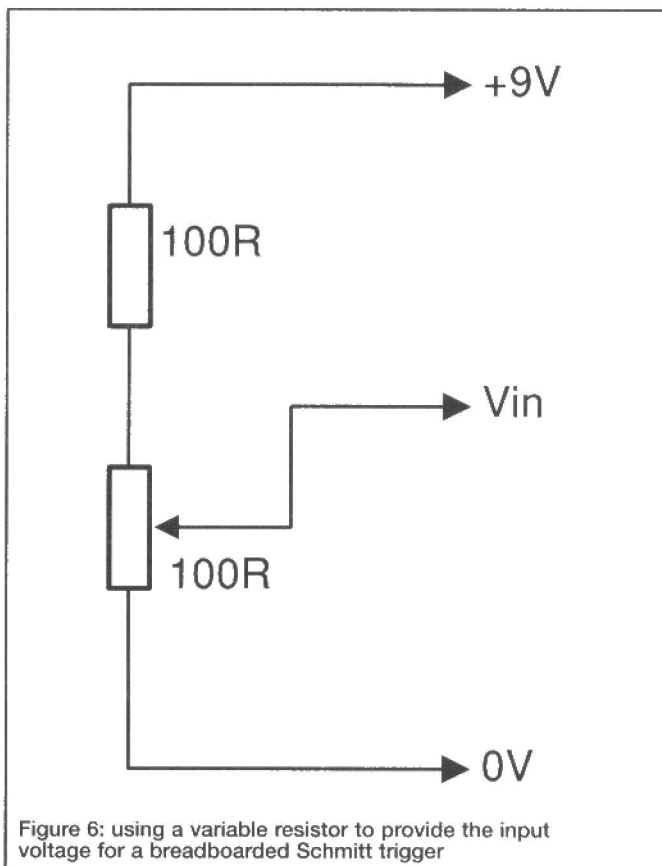 +9V
100R
Vin
100R
0V
Figure 6: using a variable resistor to provide the input
voltage for a breadboarded Schmitt trigger